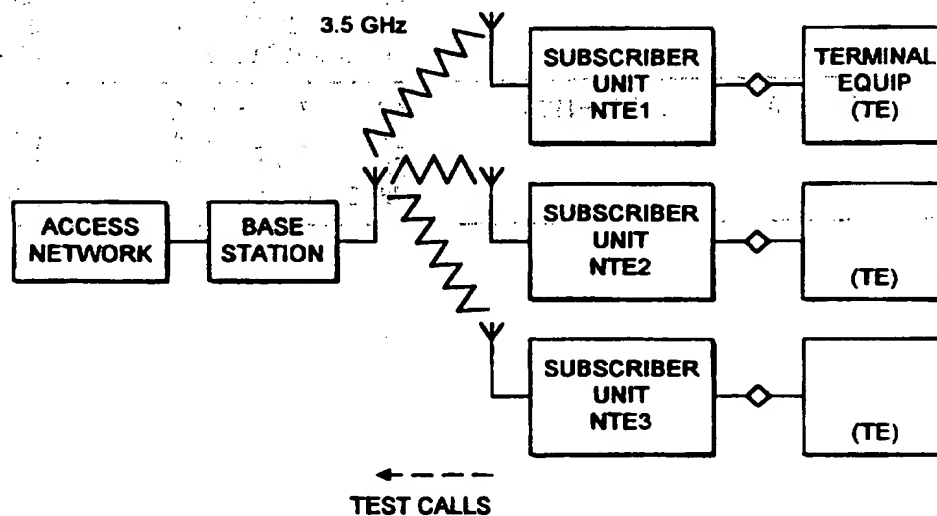 3.5 GHz
SUBSCRIBER
UNIT
NTE1
TERMINAL
EQUIP
(TE)
ACCESS
NETWORK
BASE
STATION
SUBSCRIBER
UNIT
NTE2
(TE)
SUBSCRIBER
UNIT
NTE3
(TE)
TEST CALLS